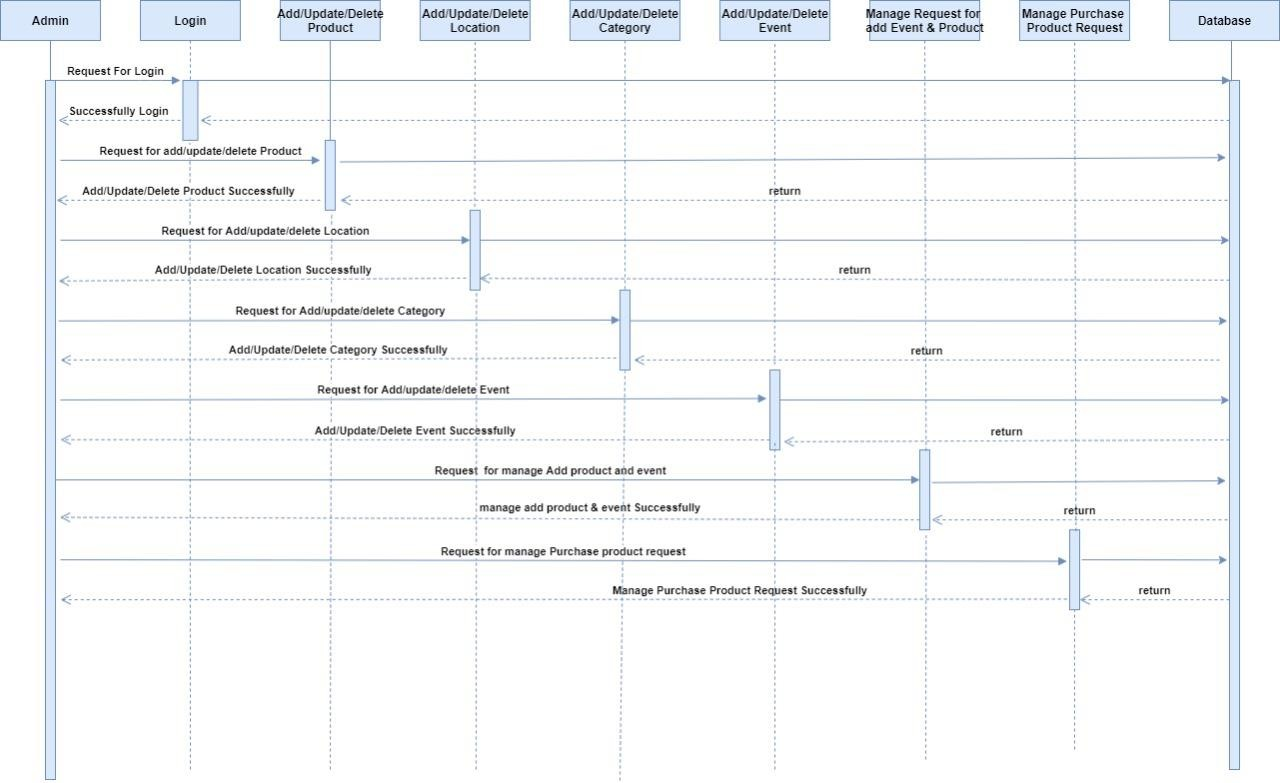 Admin
Login
Add/Update/Delete
Product
Add/Update/Delete
Location
Add/Update/Delete
Category
Add/Update/Delete
Event
Manage Request for
add Event & Product
Manage Purchase
Product Request
Database
Request For Login
Successfully Login
Request for add/update/delete Product
Add/Update/Delete Product Successfully
return
Request for Add/update/delete Location
Add/Update/Delete Location Successfully
return
Request for Add/update/delete Category
Add/Update/Delete Category Successfully
return
Request for Add/update/delete Event
Add/Update/Delete Event Successfully
return
Request  for manage Add product and event
manage add product & event Successfully
return
Request for manage Purchase product request
Manage Purchase Product Request Successfully
return